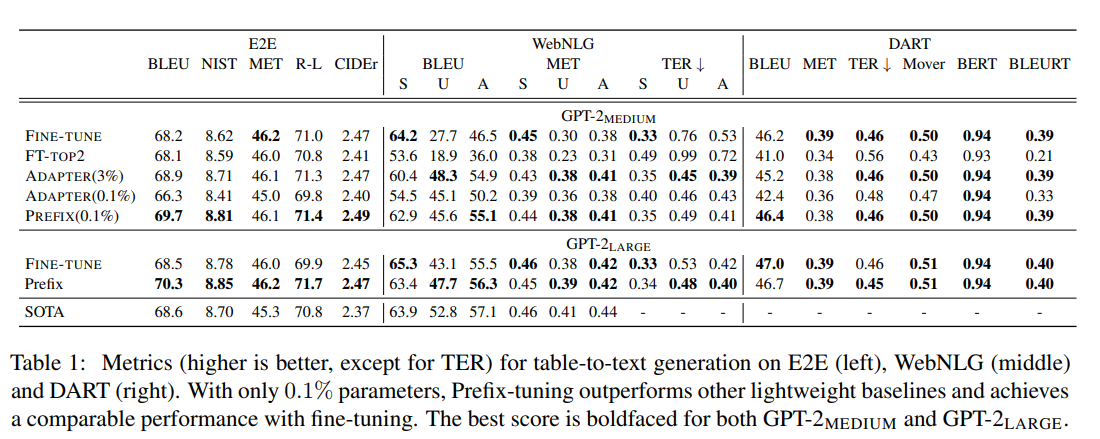 E2E WebNLG DART
BLEU NIST MET R-L CIDEr BLEU MET TER ↓ BLEU MET TER ↓ Mover BERT BLEURT
S U A S U A S U A
GPT-2MEDIUM
FINE-TUNE 68.2 8.62 46.2 71.0 2.47 64.2 27.7 46.5 0.45 0.30 0.38 0.33 0.76 0.53 46.2 0.39 0.46 0.50 0.94 0.39
FT-TOP2 68.1 8.59 46.0 70.8 2.41 53.6 18.9 36.0 0.38 0.23 0.31 0.49 0.99 0.72 41.0 0.34 0.56 0.43 0.93 0.21
ADAPTER(3%) 68.9 8.71 46.1 71.3 2.47 60.4 48.3 54.9 0.43 0.38 0.41 0.35 0.45 0.39 45.2 0.38 0.46 0.50 0.94 0.39
ADAPTER(0.1%) 66.3 8.41 45.0 69.8 2.40 54.5 45.1 50.2 0.39 0.36 0.38 0.40 0.46 0.43 42.4 0.36 0.48 0.47 0.94 0.33
PREFIX(0.1%) 69.7 8.81 46.1 71.4 2.49 62.9 45.6 55.1 0.44 0.38 0.41 0.35 0.49 0.41 46.4 0.38 0.46 0.50 0.94 0.39
GPT-2LARGE
FINE-TUNE 68.5 8.78 46.0 69.9 2.45 65.3 43.1 55.5 0.46 0.38 0.42 0.33 0.53 0.42 47.0 0.39 0.46 0.51 0.94 0.40
Prefix 70.3 8.85 46.2 71.7 2.47 63.4 47.7 56.3 0.45 0.39 0.42 0.34 0.48 0.40 46.7 0.39 0.45 0.51 0.94 0.40
SOTA 68.6 8.70 45.3 70.8 2.37 63.9 52.8 57.1 0.46 0.41 0.44 - - - - - - - - -
Table 1: Metrics (higher is better, except for TER) for table-to-text generation on E2E (left), WebNLG (middle)
and DART (right). With only 0.1% parameters, Prefix-tuning outperforms other lightweight baselines and achieves
a comparable performance with fine-tuning. The best score is boldfaced for both GPT-2MEDIUM and GPT-2LARGE.